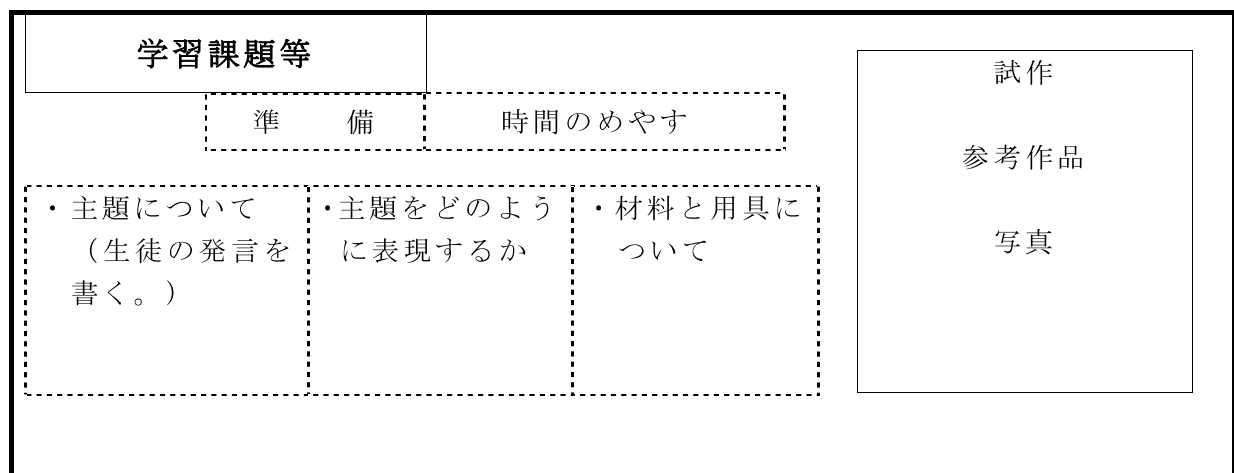 学習課題等
準　　備
時間のめやす
・主題について
（生徒の発言を
書く。）
・主題をどのよう
に表現するか
・材料と用具に
ついて
試作
参考作品
写真